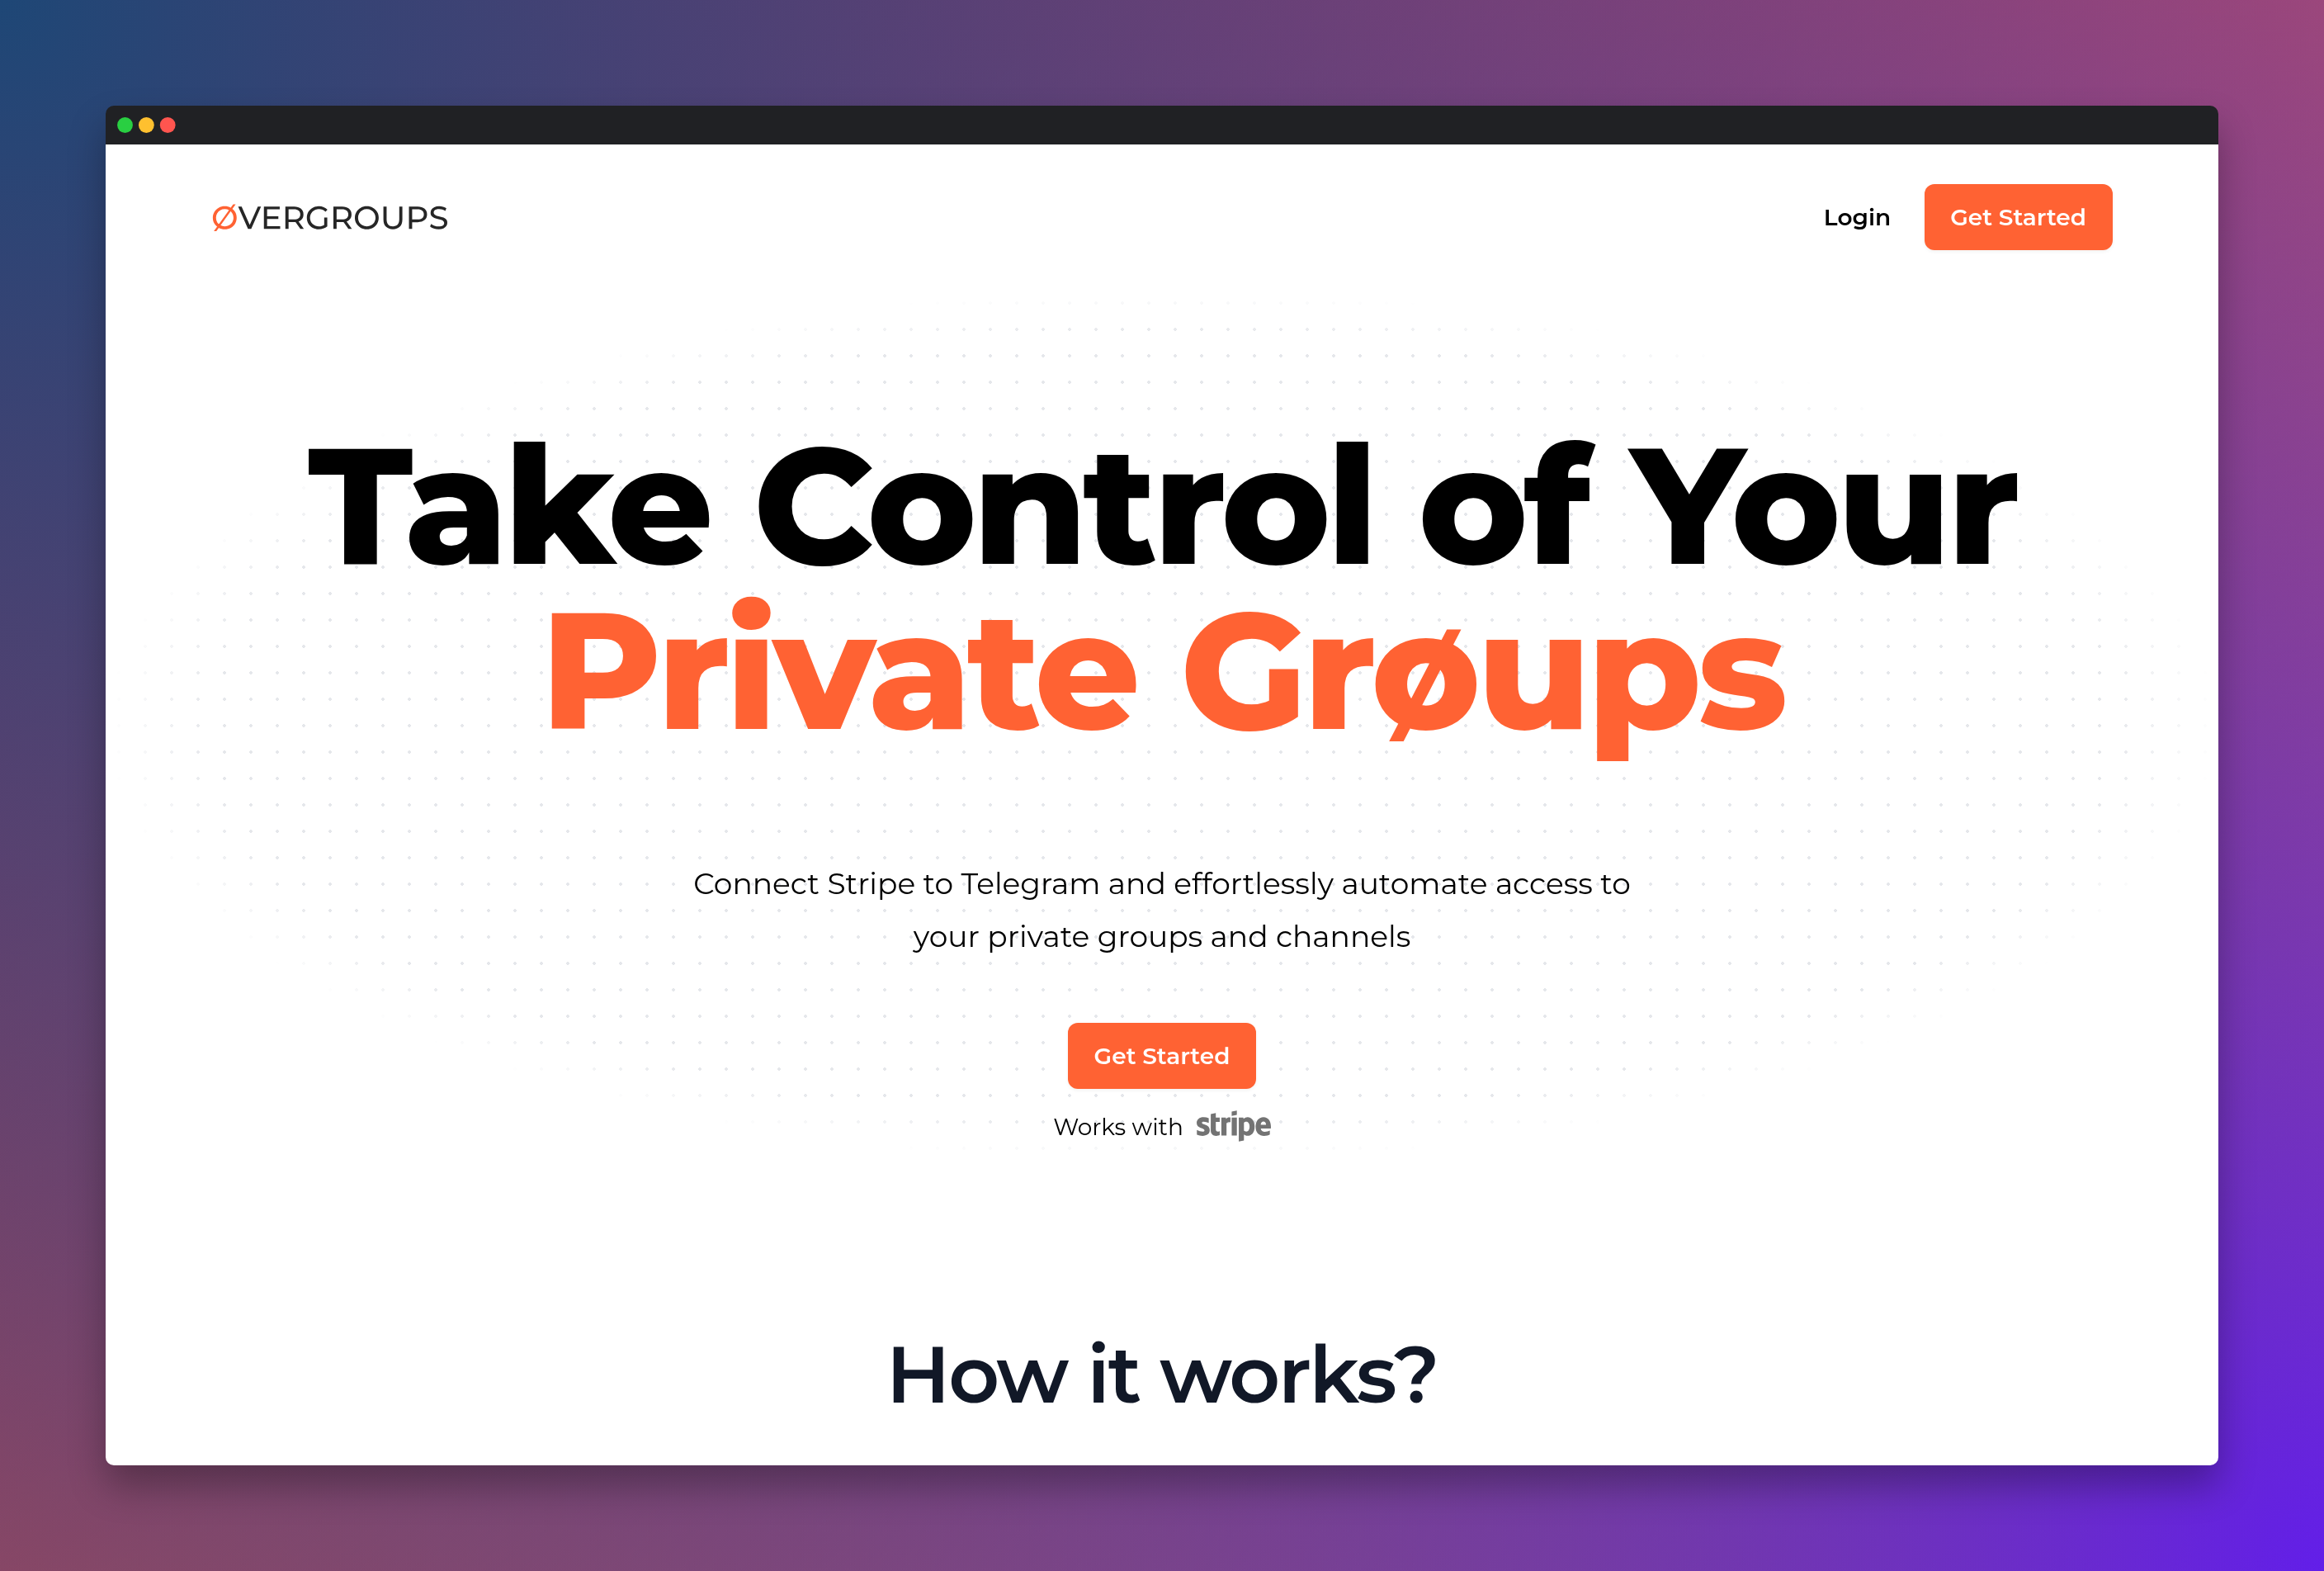 ØVERGROUPS
Login
Get Started
Take Control of Your
Private Grøups
Connect Stripe to Telegram and effortlessly automate access to
your private groups and channels
Get Started
Works with stripe
How it works?